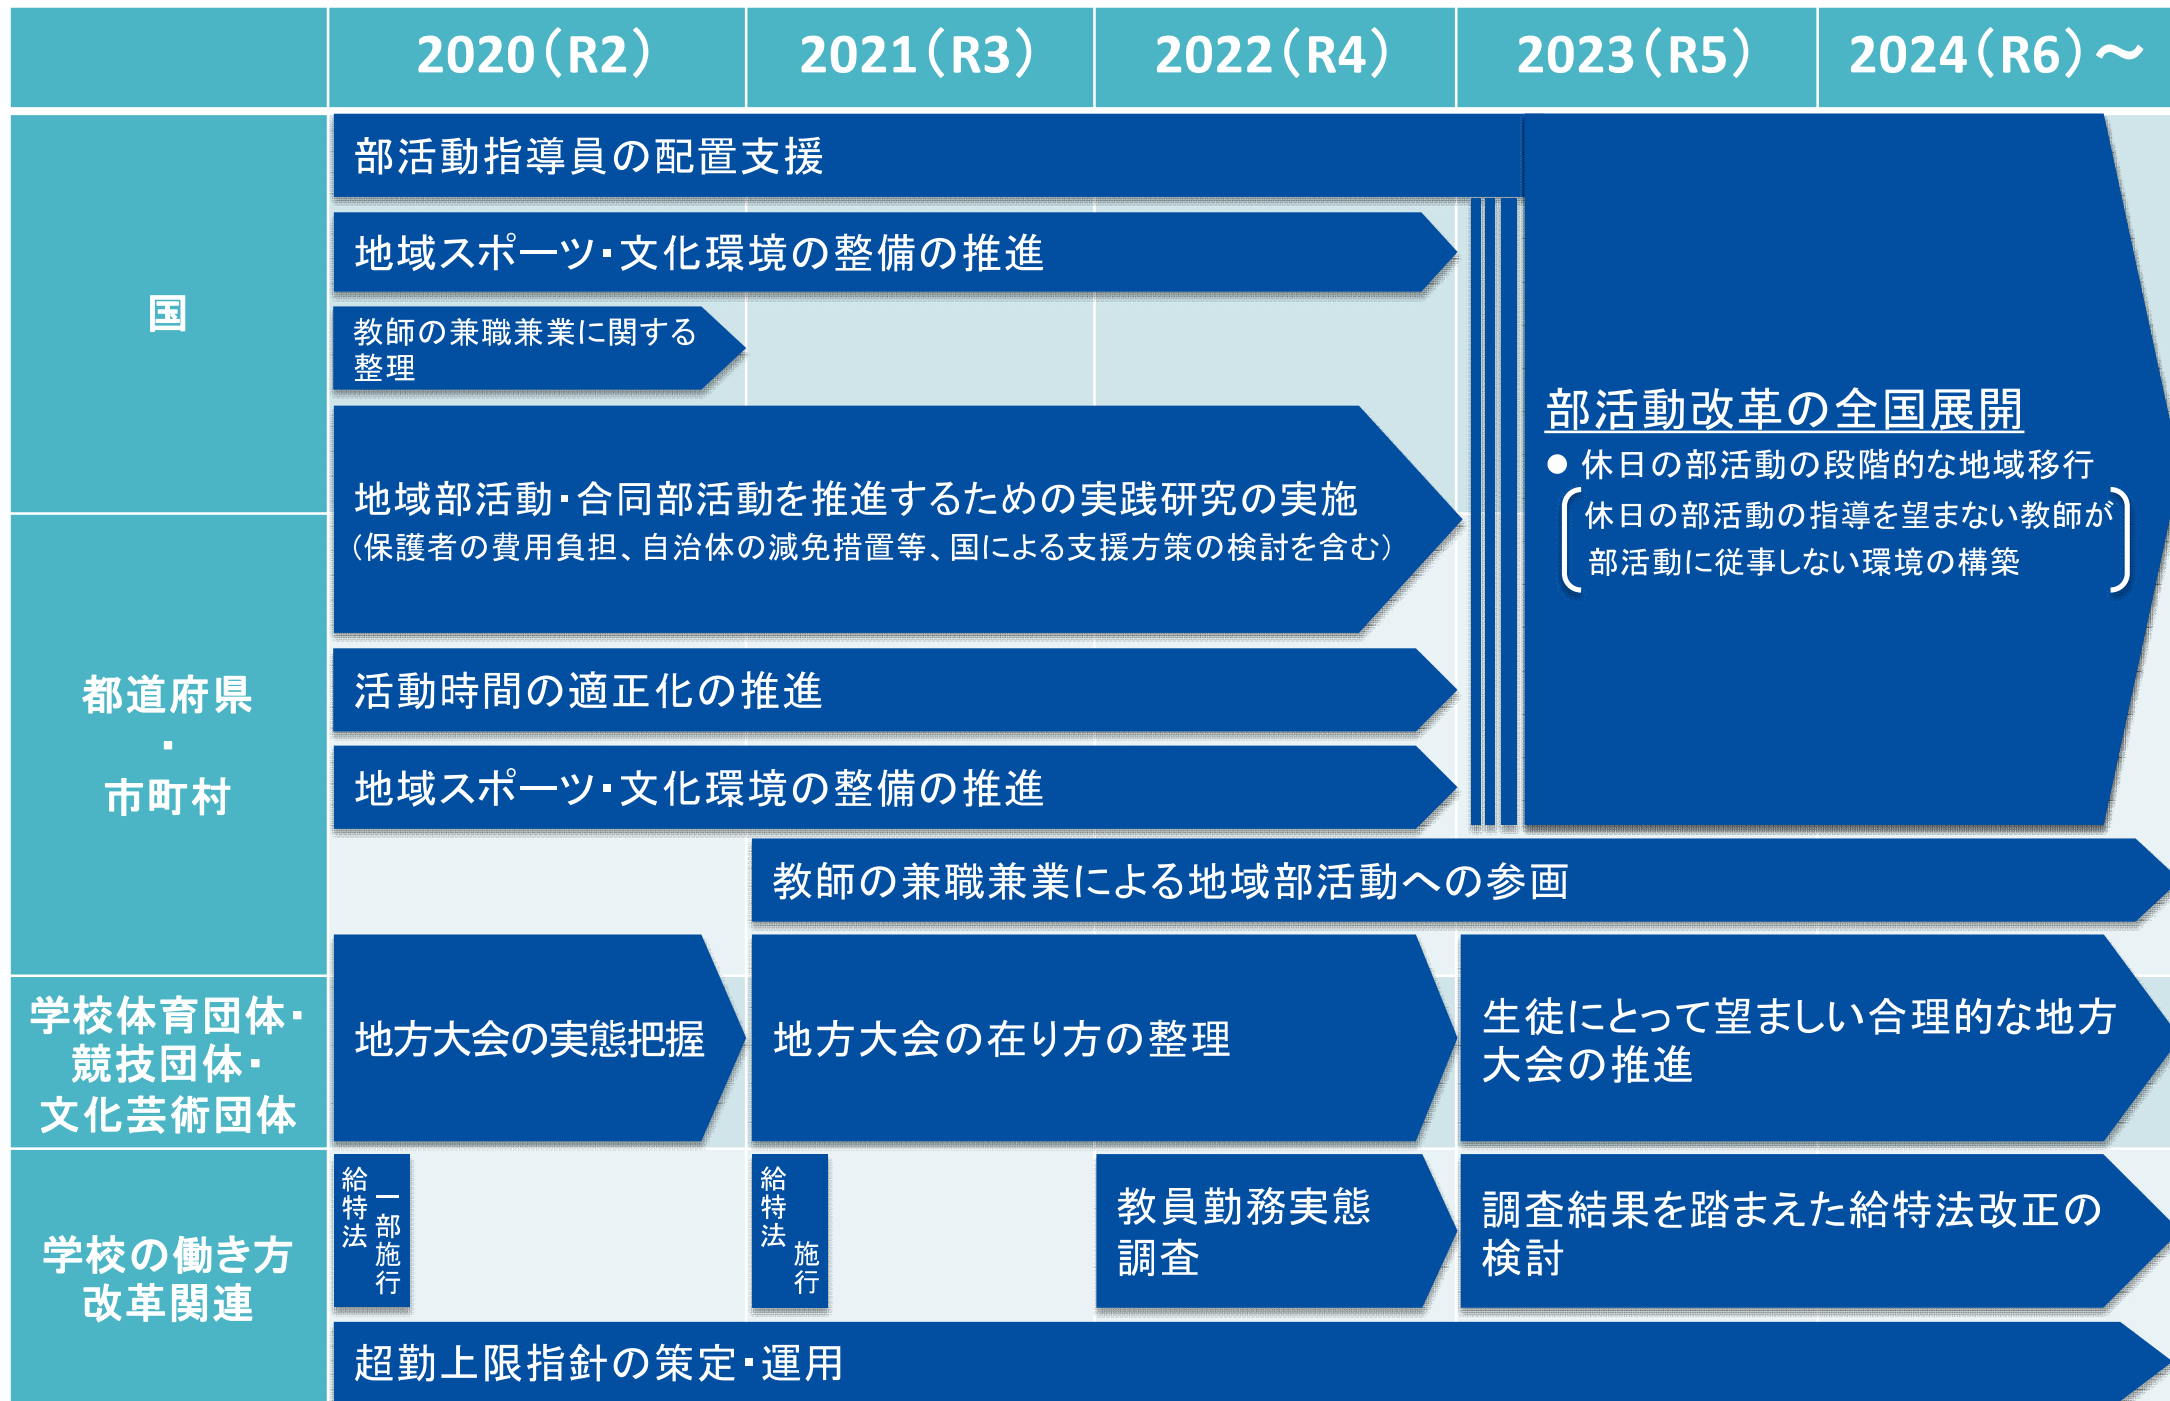 2020(R2)
2021(R3)
2022(R4)
2023(R5)
2024(R6)~
国
部活動指導員の配置支援
地域スポーツ・文化環境の整備の推進
教師の兼職兼業に関する
整理
地域部活動・合同部活動を推進するための実践研究の実施
(保護者の費用負担、自治体の減免措置等、国による支援方策の検討を含む)
部活動改革の全国展開
● 休日の部活動の段階的な地域移行
休日の部活動の指導を望まない教師が
部活動に従事しない環境の構築
都道府県
・
市町村
活動時間の適正化の推進
地域スポーツ・文化環境の整備の推進
教師の兼職兼業による地域部活動への参画
学校体育団体・
競技団体・
文化芸術団体
地方大会の実態把握
地方大会の在り方の整理
生徒にとって望ましい合理的な地方
大会の推進
学校の働き方
改革関連
給特法
一部施行
給特法
施行
教員勤務実態
調査
調査結果を踏まえた給特法改正の
検討
超勤上限指針の策定・運用